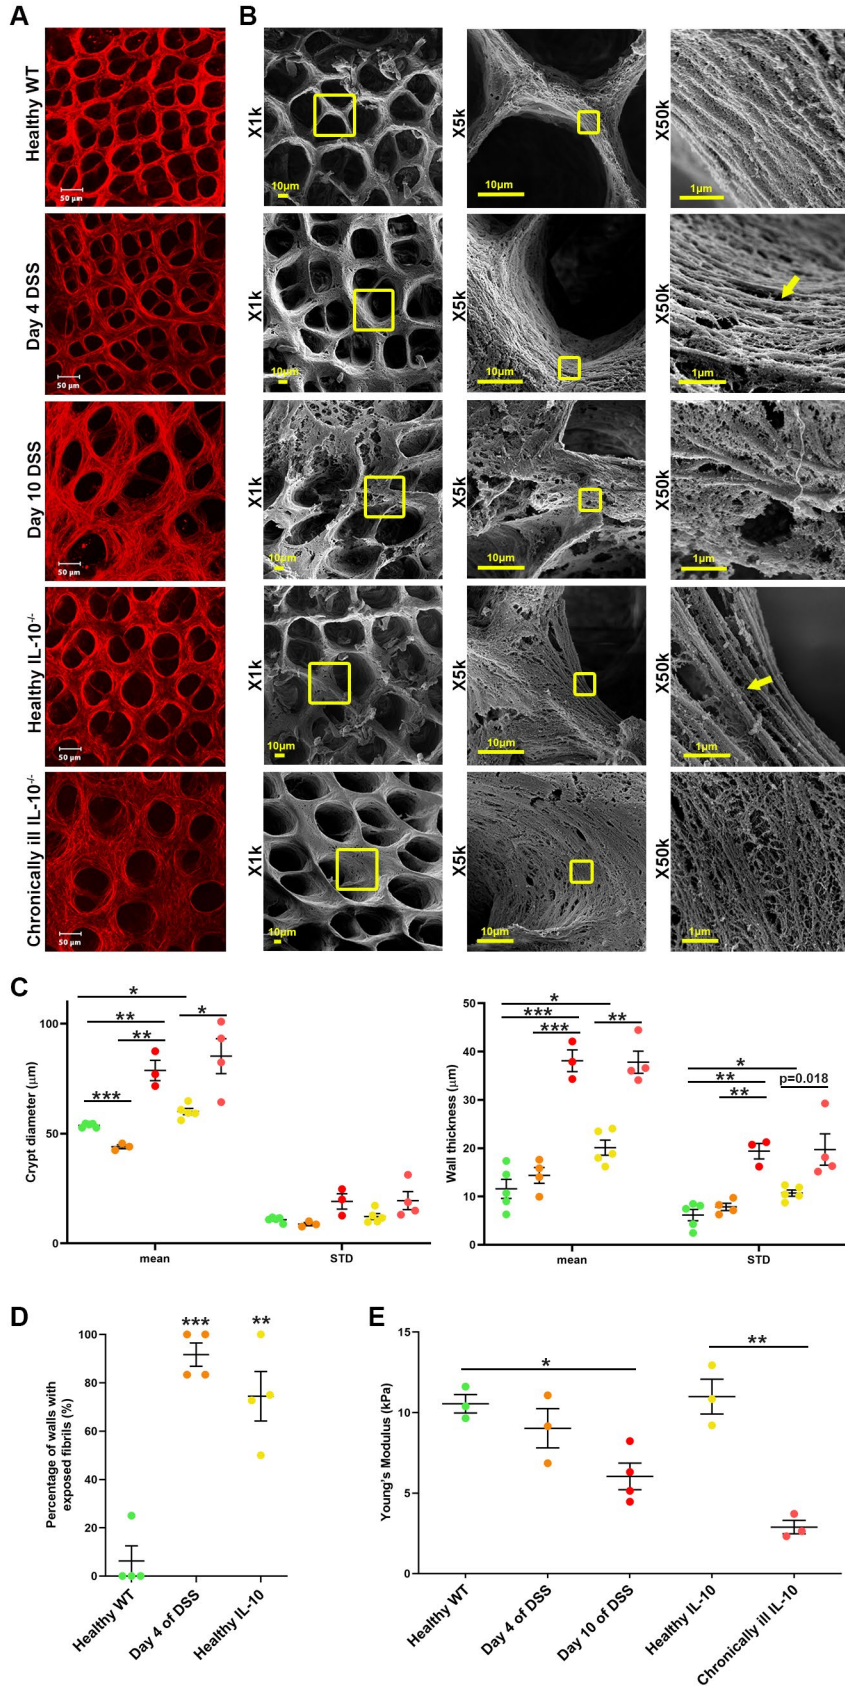 A
B
Healthy WT
50 µm
X1k
10µm
X5k
10µm
X50k
1µm
Day 4 DSS
50 µm
X1k
10µm
X5k
10µm
X50k
1µm
Day 10 DSS
50 µm
X1k
10µm
X5k
10µm
X50k
1µm
Healthy IL-10-/-
50 µm
X1k
10µm
X5k
10µm
X50k
1µm
Chronically ill IL-10-/-
50 µm
X1k
10µm
X5k
10µm
X50k
1µm
C
Crypt diameter (µm)
100
50
0
*
**
*
**
***
mean
STD
Wall thickness (µm)
50
40
30
20
10
0
*
***
**
***
*
**
p=0.018
**
mean
STD
D
Percentage of walls with
exposed fibrils (%)
100
80
60
40
20
0
***
**
Healthy WT
Day 4 of DSS
Healthy IL-10
E
Young's Modulus (kPa)
15
10
5
0
*
**
Healthy WT
Day 4 of DSS
Day 10 of DSS
Healthy IL-10
Chronically ill IL-10